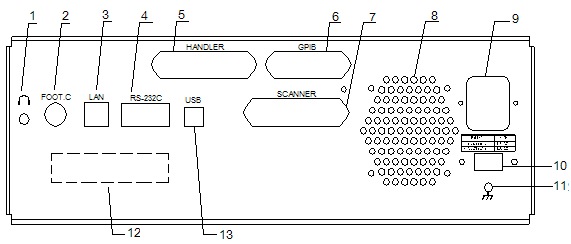 1 2 3 4 5 6 7 8 9
HANDLER GPIB
FOOT.C LAN RS-232C USB SCANNER
10
11
12 13